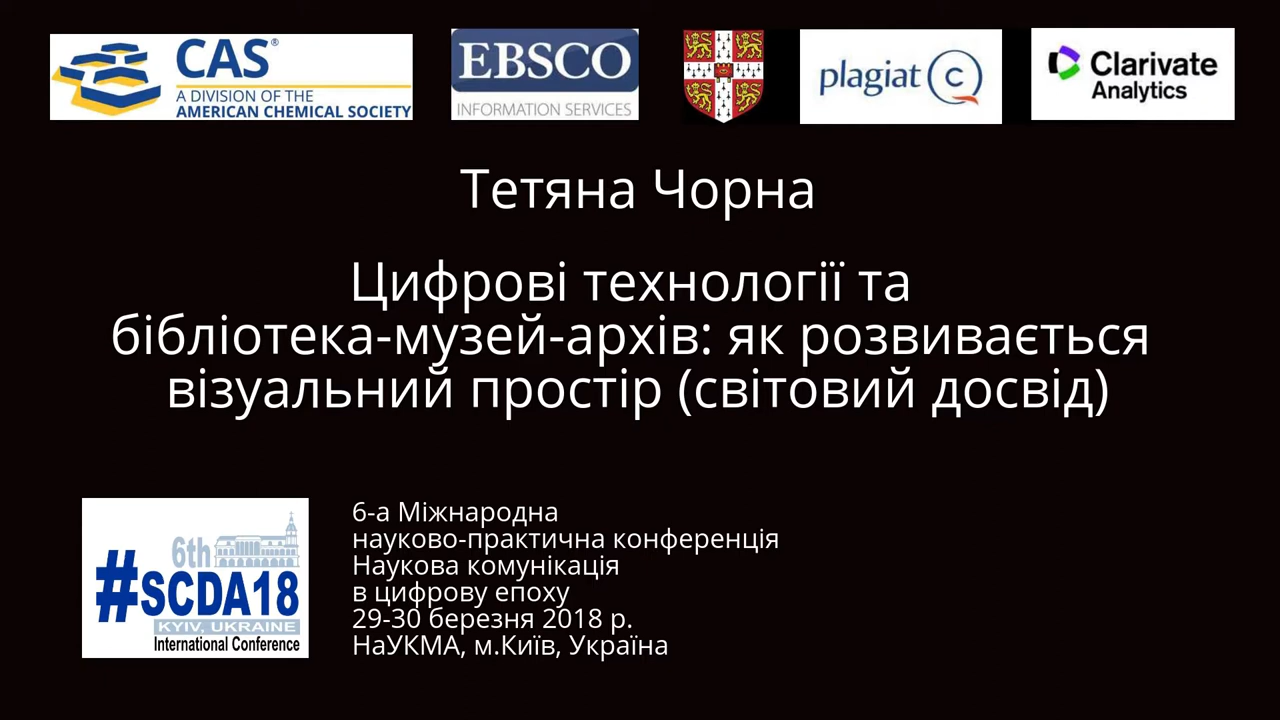 CAS®
A DIVISION OF THE
AMERICAN CHEMICAL SOCIETY
EBSCO
INFORMATION SERVICES
plagiat c
Clarivate
Analytics
Тетяна Чорна
Цифрові технології та
бібліотека-музей-архів: як розвивається
візуальний простір (світовий досвід)
6th
#SCDA18
KYIV, UKRAINE
International Conference
6-а Міжнародна
науково-практична конференція
Наукова комунікація
в цифрову епоху
29-30 березня 2018 р.
НаУКМА, м.Київ, Україна